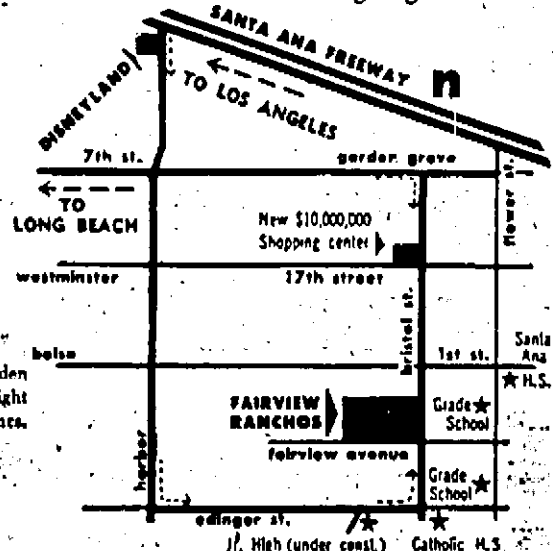 SANTA ANA FREEWAY
n
DISNEYLAND
TO LOS ANGELES
7th st.
garden grove
flower st.
TO
LONG BEACH
New $10,000,000
Shopping center
westminster
17th street
bristol st.
bolsa
1st st.
Santa
Ana
H.S.
FAIRVIEW
RANCHOS
Grade
School
fairview avenue
harbor
Grade
School
edinger st.
Jr. High (under const.)
Catholic H.S.